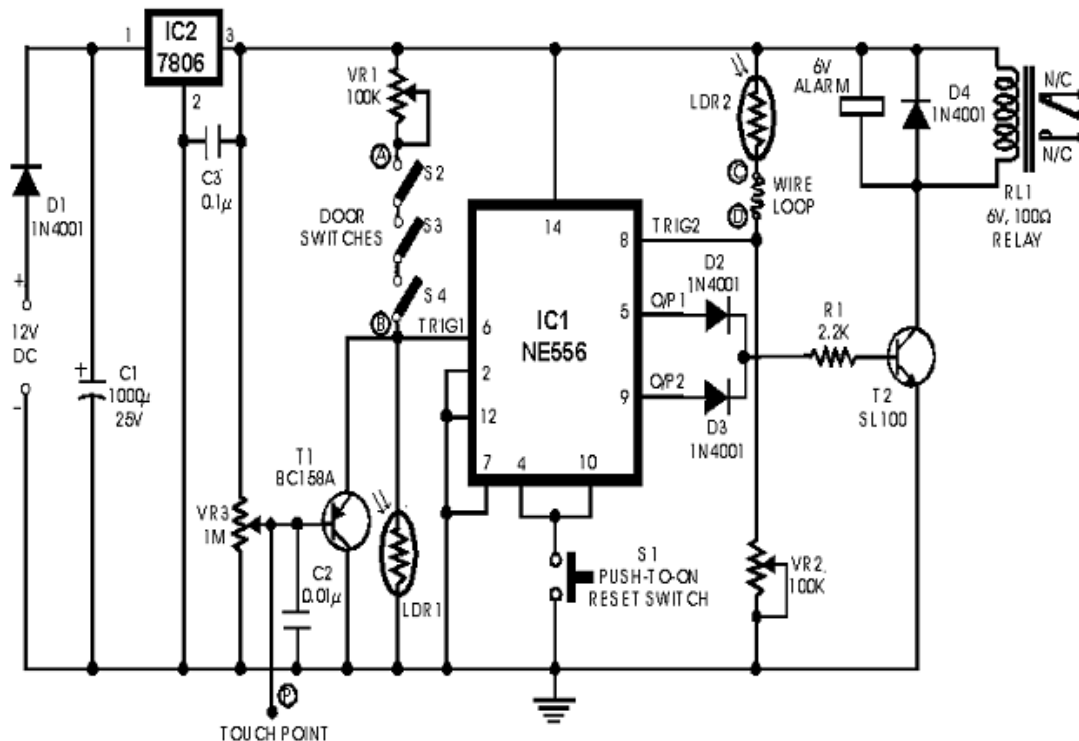 1
IC2
7806
3
2
C3
0.1µ
D1
1N4001
+
12V
DC
-
+
C1
1000µ
25V
VR1
100K
A
S2
DOOR
SWITCHES
S3
S4
B
TRIG1
6
2
12
7
4
10
14
IC1
NE556
8
TRIG2
5
O/P1
9
O/P2
D2
1N4001
D3
1N4001
LDR2
C
WIRE
LOOP
D
6V
ALARM
D4
1N4001
N/C
P
N/C
RL1
6V, 100Ω
RELAY
R1
2.2K
T2
SL100
T1
BC158A
VR3
1M
C2
0.01µ
LDR1
S1
PUSH-TO-ON
RESET SWITCH
VR2
100K
P
TOUCH POINT